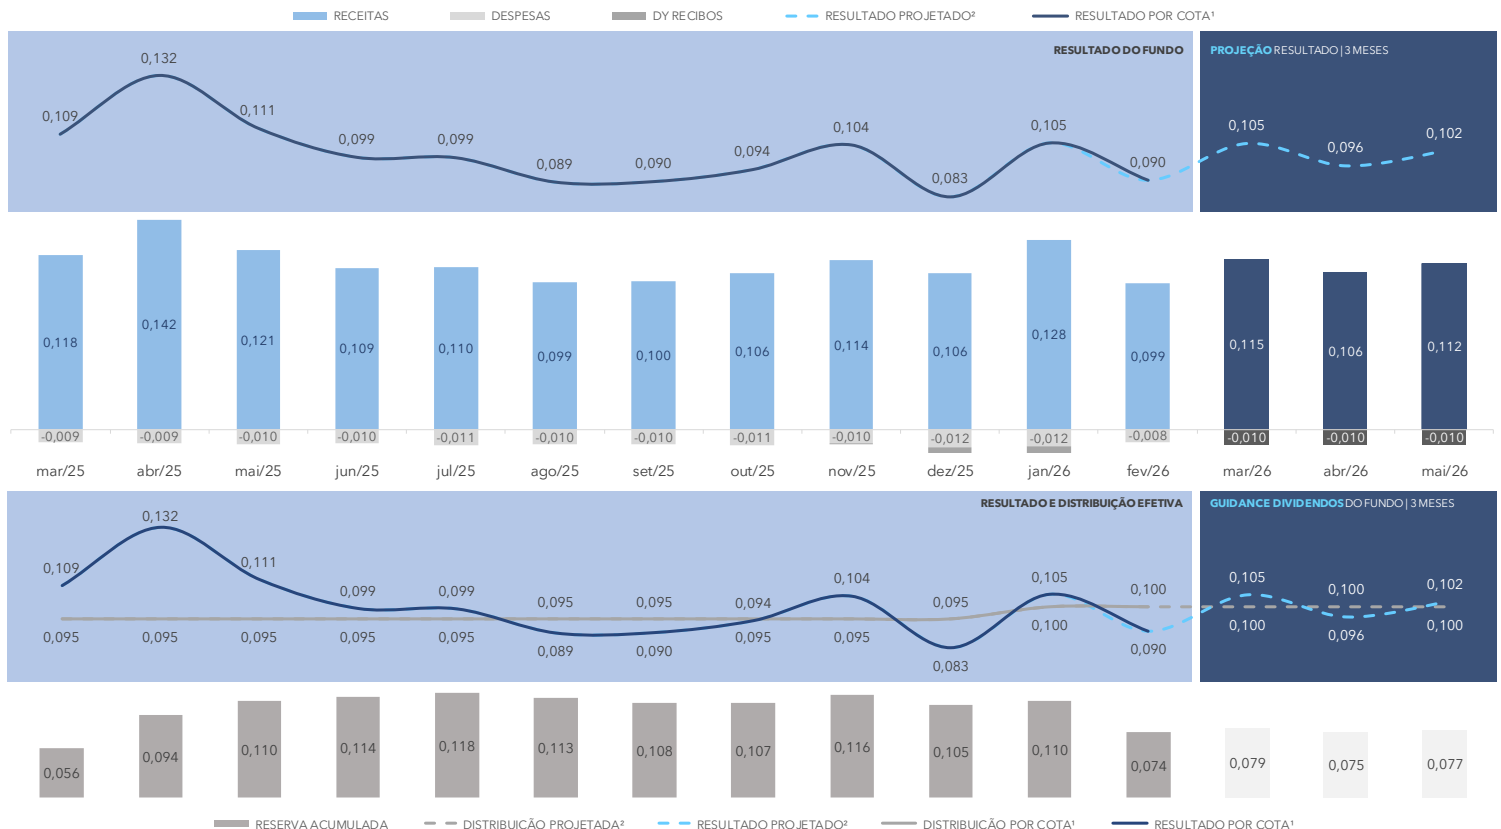 RECEITAS DESPESAS DY RECIBOS RESULTADO PROJETADO² RESULTADO POR COTA¹
RESULTADO DO FUNDO
PROJEÇÃO RESULTADO | 3 MESES
0,109 0,132 0,111 0,099 0,099 0,089 0,090 0,094 0,104 0,083 0,105 0,090 0,105 0,096 0,102
0,118 0,142 0,121 0,109 0,110 0,099 0,100 0,106 0,114 0,106 0,128 0,099 0,115 0,106 0,112
-0,009 -0,009 -0,010 -0,010 -0,011 -0,010 -0,010 -0,011 -0,010 -0,012 -0,012 -0,008 -0,010 -0,010 -0,010
mar/25 abr/25 mai/25 jun/25 jul/25 ago/25 set/25 out/25 nov/25 dez/25 jan/26 fev/26 mar/26 abr/26 mai/26
RESULTADO E DISTRIBUIÇÃO EFETIVA
GUIDANCE DIVIDENDOS DO FUNDO | 3 MESES
0,109 0,132 0,111 0,099 0,099 0,095 0,095 0,094 0,104 0,095 0,105 0,100 0,105 0,100 0,102
0,095 0,095 0,095 0,095 0,095 0,089 0,090 0,095 0,095 0,083 0,100 0,090 0,100 0,096 0,100
0,056 0,094 0,110 0,114 0,118 0,113 0,108 0,107 0,116 0,105 0,110 0,074 0,079 0,075 0,077
RESERVA ACUMULADA DISTRIBUICÃO PROJETADA² RESULTADO PROJETADO² DISTRIBUICÃO POR COTA¹ RESULTADO POR COTA¹